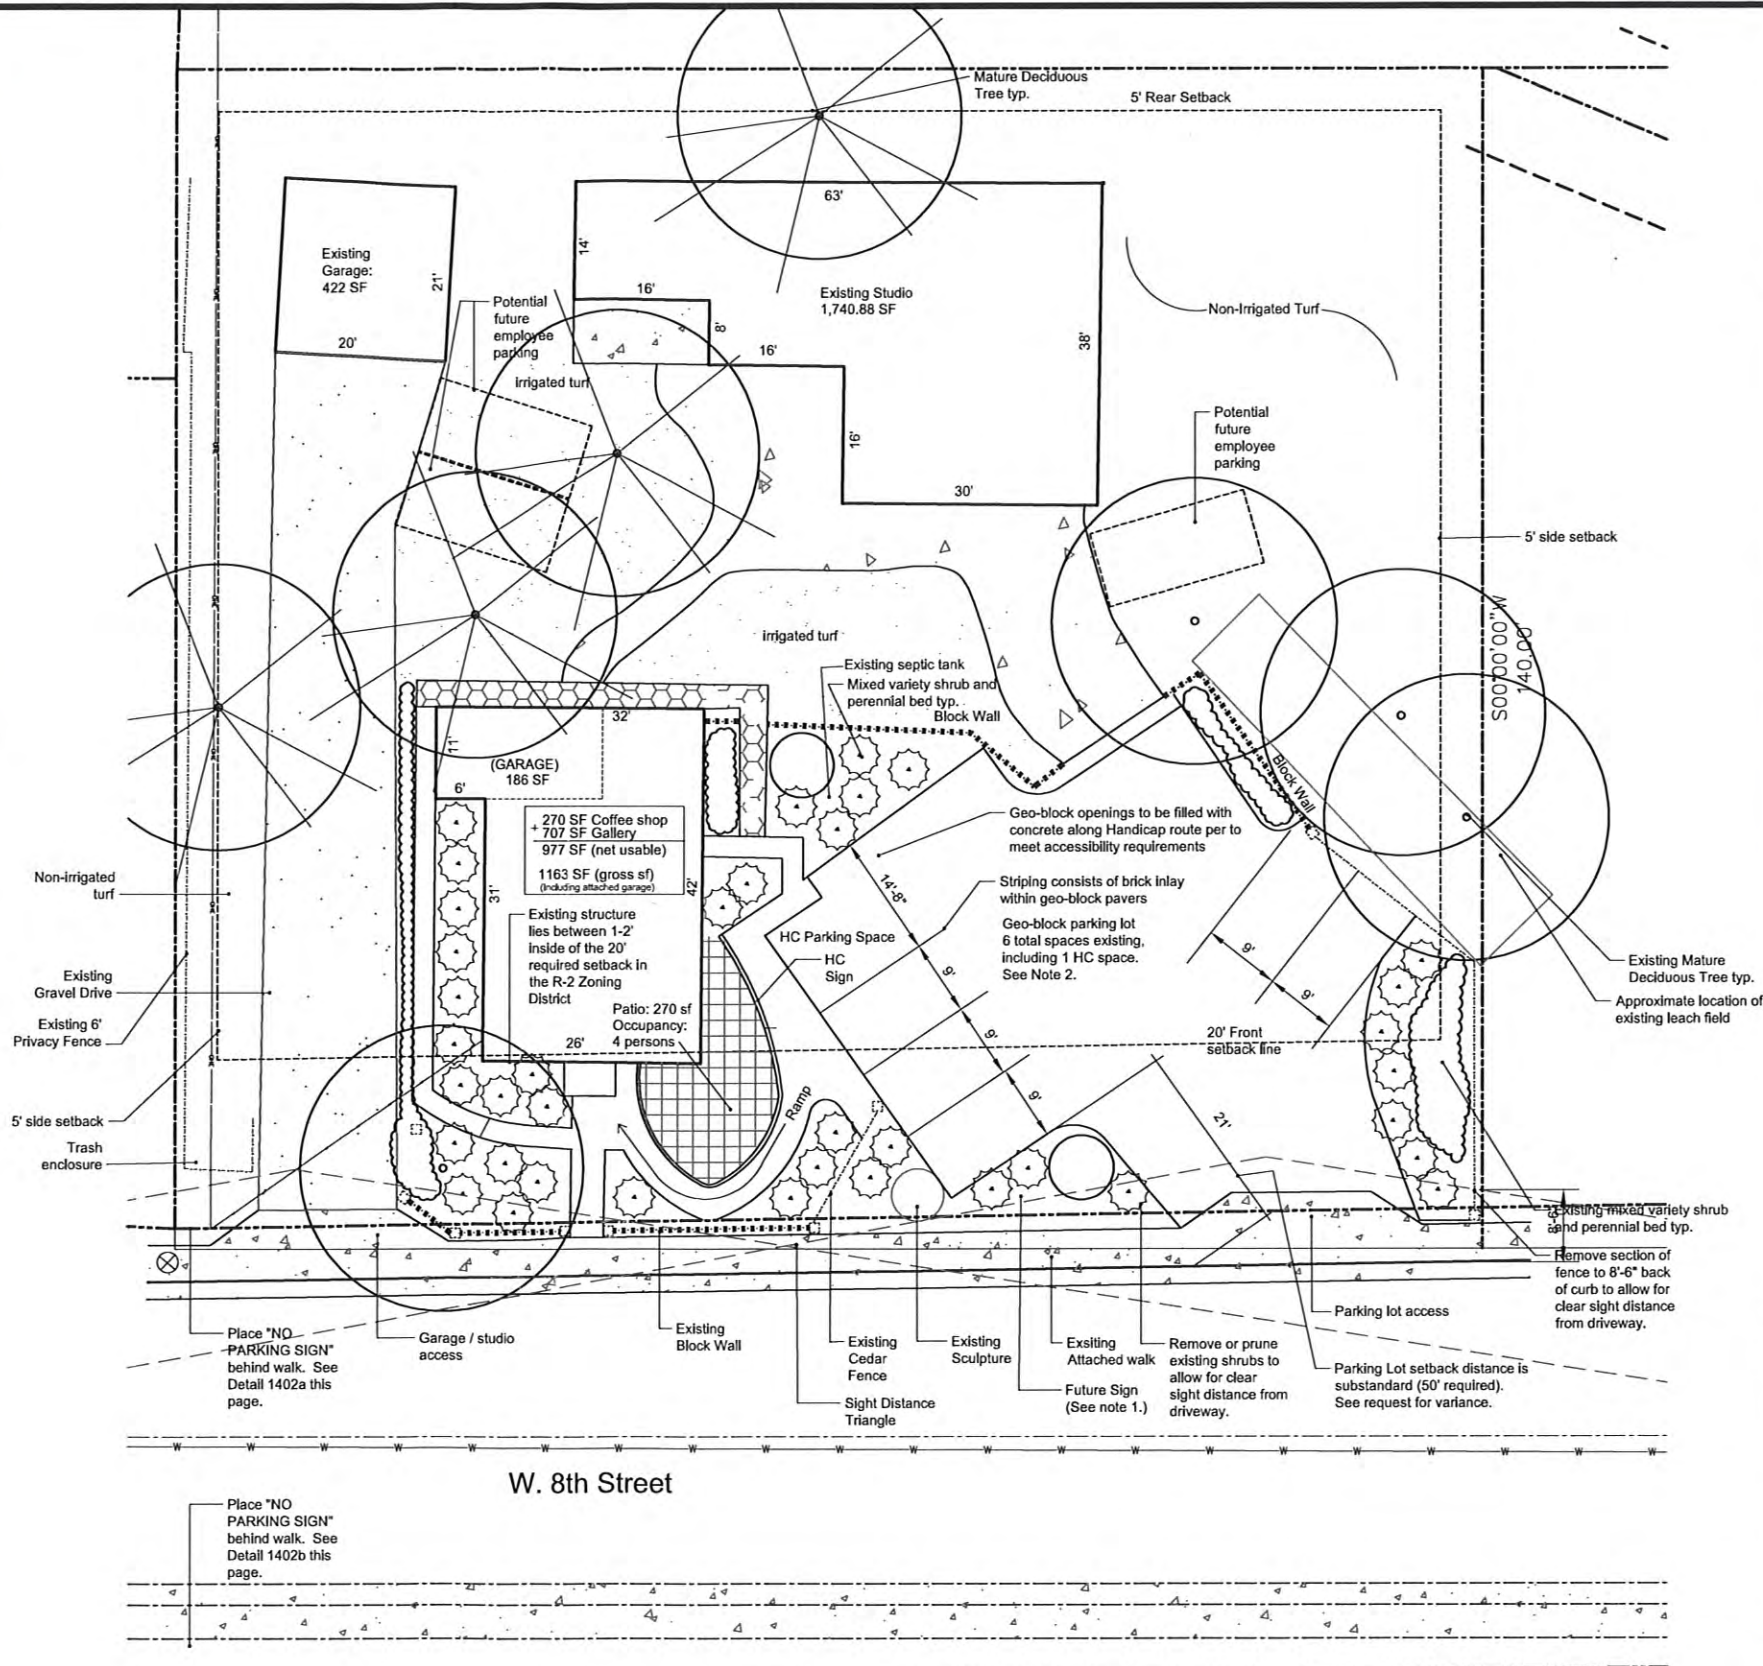 Mature Deciduous
Tree typ.
5' Rear Setback
63'
14'
16'
8'
16'
16'
30'
38'
Existing
Garage:
422 SF
21'
20'
Potential
future
employee
parking
irrigated turf
Existing Studio
1,740.88 SF
Non-Irrigated Turf
Potential
future
employee
parking
5' side setback
S00°00'00"W
140.00'
irrigated turf
Existing septic tank
Mixed variety shrub and
perennial bed typ.
Block Wall
Block Wall
32'
11'
(GARAGE)
186 SF
6'
270 SF Coffee shop
+ 707 SF Gallery
977 SF (net usable)
1163 SF (gross sf)
(including attached garage)
31'
42'
Existing structure
lies between 1-2'
inside of the 20'
required setback in
the R-2 Zoning
District
Patio: 270 sf
Occupancy:
4 persons
26'
Geo-block openings to be filled with
concrete along Handicap route per to
meet accessibility requirements
14'-8"
Striping consists of brick inlay
within geo-block pavers
Geo-block parking lot
6 total spaces existing,
including 1 HC space.
See Note 2.
HC Parking Space
HC
Sign
9'
9'
9'
9'
9'
20' Front
setback line
21'
Ramp
Non-irrigated
turf
Existing
Gravel Drive
Existing 6'
Privacy Fence
5' side setback
Trash
enclosure
Existing Mature
Deciduous Tree typ.
Approximate location of
existing leach field
Existing mixed variety shrub
and perennial bed typ.
8'-6"
Remove section of
fence to 8'-6" back
of curb to allow for
clear sight distance
from driveway.
Place "NO
PARKING SIGN"
behind walk. See
Detail 1402a this
page.
Garage / studio
access
Existing
Block Wall
Existing
Cedar
Fence
Existing
Sculpture
Exsiting
Attached walk
Remove or prune
existing shrubs to
allow for clear
sight distance from
driveway.
Parking lot access
Parking Lot setback distance is
substandard (50' required).
See request for variance.
Sight Distance
Triangle
Future Sign
(See note 1.)
W W W W W W W W W W W W W W W W W W W W W
W. 8th Street
Place "NO
PARKING SIGN"
behind walk. See
Detail 1402b this
page.